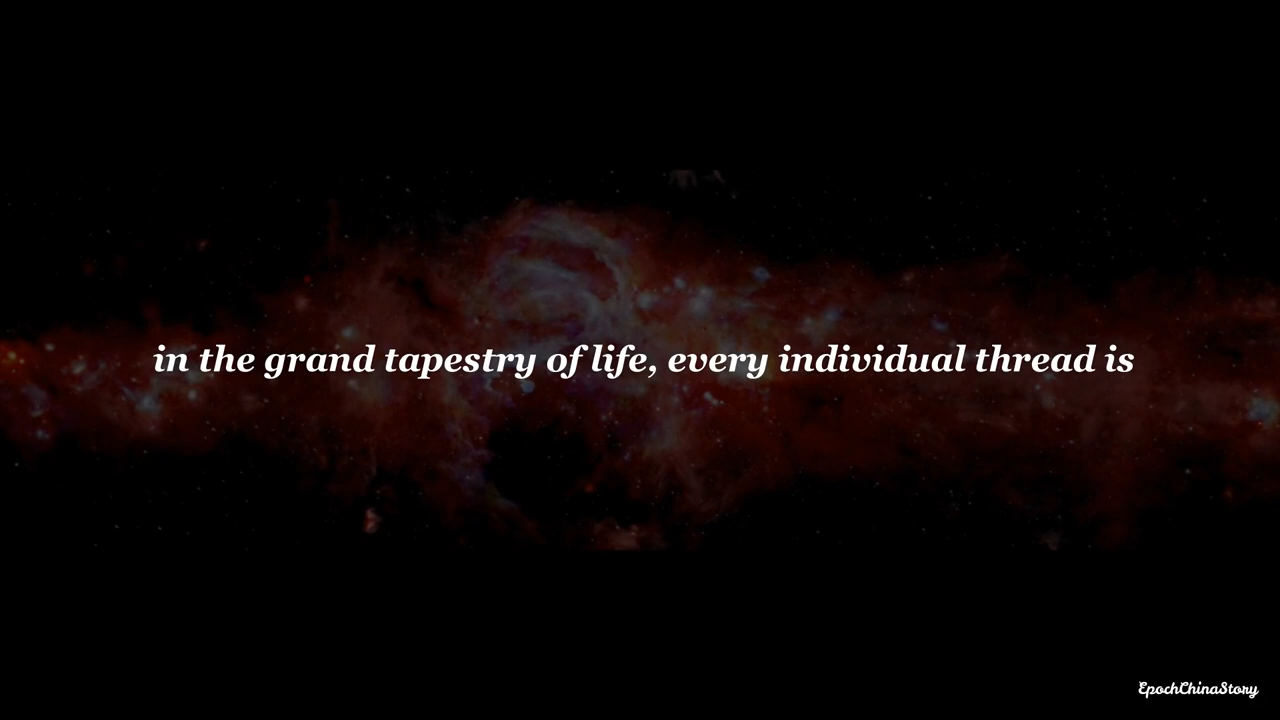 in the grand tapestry of life, every individual thread is
EpochChinaStory